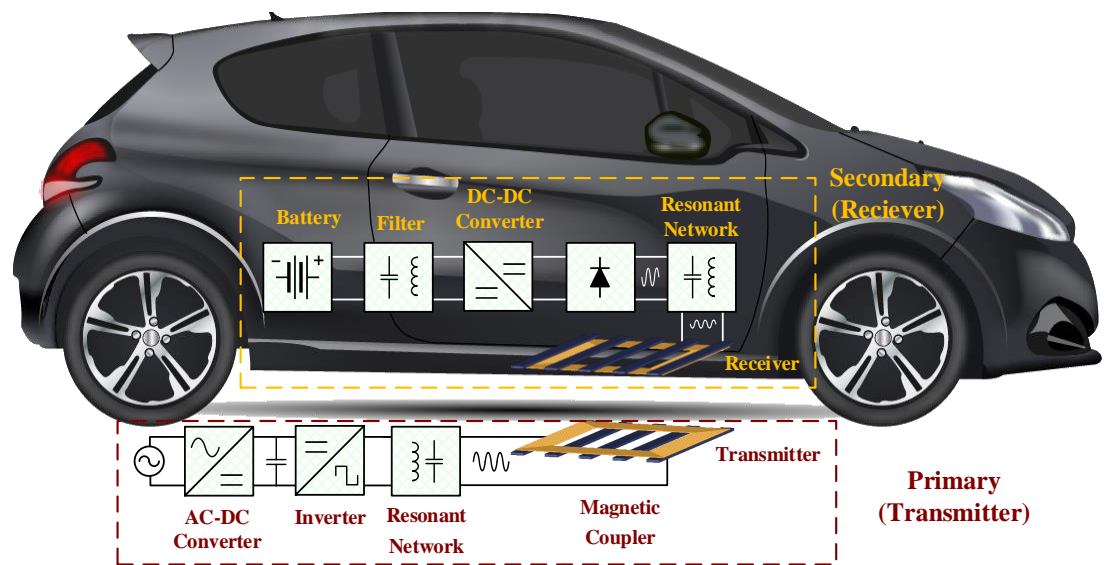 Secondary
(Reciever)
Battery
Filter
DC-DC
Converter
Resonant
Network
- +
Receiver
Transmitter
AC-DC
Converter
Inverter
Resonant
Network
Magnetic
Coupler
Primary
(Transmitter)